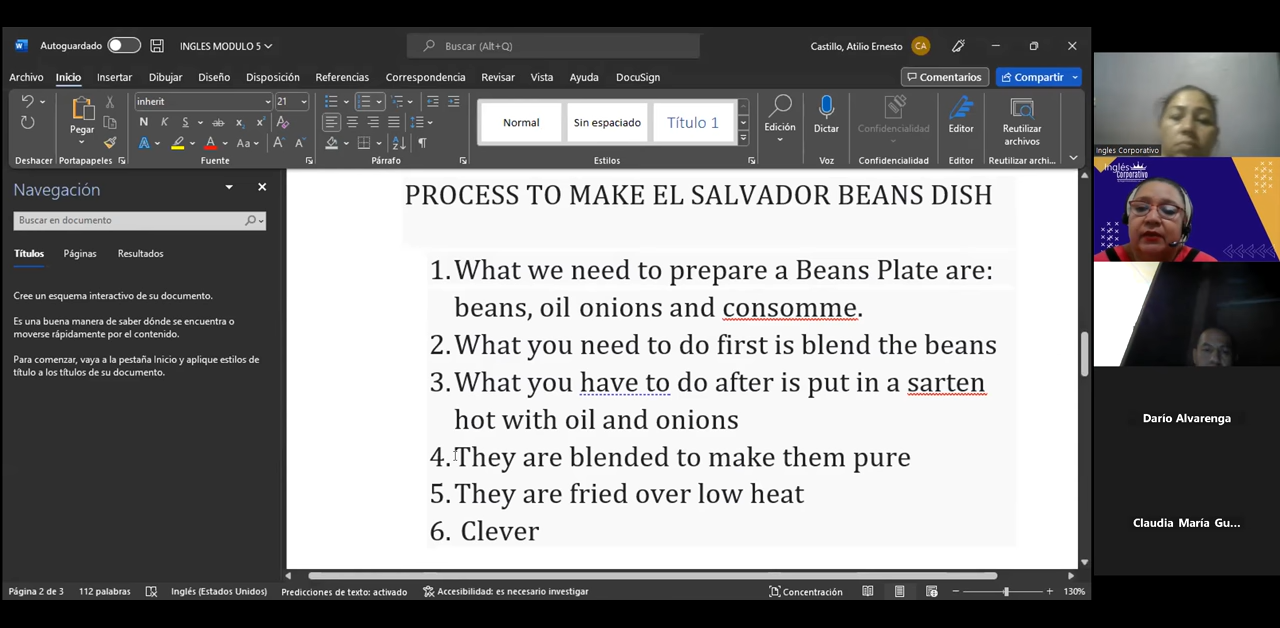 Autoguardado
INGLES MODULO 5
Buscar (Alt+Q)
Castillo, Atilio Ernesto
CA
Archivo Inicio Insertar Dibujar Diseño Disposición Referencias Correspondencia Revisar Vista Ayuda DocuSign
Comentarios Compartir
inherit 21
Pegar
N K S ab x₂ x²
A A Aa A A
Normal
Sin espaciado
Título 1
Edición
Dictar
Confidencialidad
Editor
Reutilizar archivos
Deshacer Portapapeles Fuente Párrafo Estilos Voz Confidencialidad Editor Reutilizar archi...
Navegación
Buscar en documento
Títulos Páginas Resultados
Cree un esquema interactivo de su documento.
Es una buena manera de saber dónde se encuentra o
moverse rápidamente por el contenido.
Para comenzar, vaya a la pestaña Inicio y aplique estilos de
título a los títulos de su documento.
PROCESS TO MAKE EL SALVADOR BEANS DISH
1. What we need to prepare a Beans Plate are:
beans, oil onions and consomme.
2. What you need to do first is blend the beans
3. What you have to do after is put in a sarten
hot with oil and onions
4. They are blended to make them pure
5. They are fried over low heat
6. Clever
Página 2 de 3 112 palabras Inglés (Estados Unidos) Predicciones de texto: activado Accesibilidad: es necesario investigar Concentración 130%
Ingles Corporativo
Inglés
Corporativo
Darío Alvarenga
Claudia María Gu...